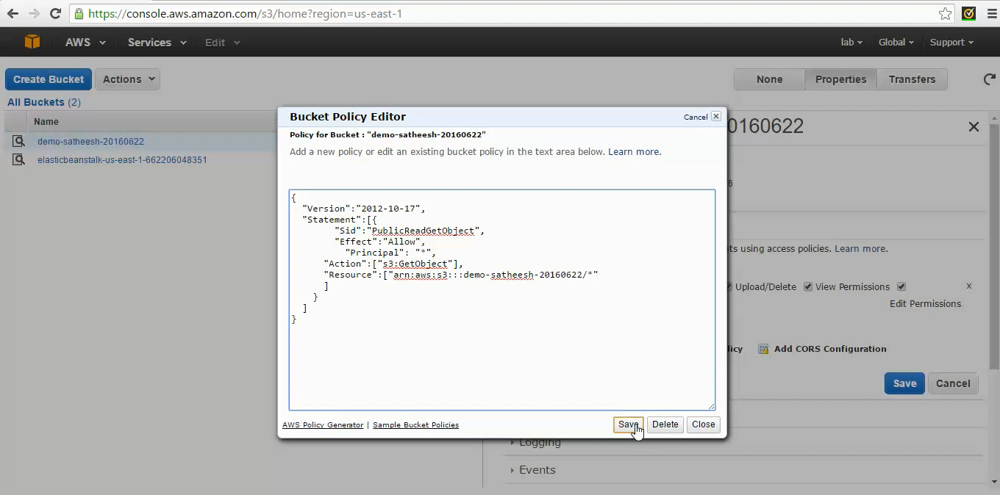 https://console.aws.amazon.com/s3/home?region=us-east-1
AWS Services Edit lab Global Support
Create Bucket Actions None Properties Transfers
All Buckets (2)
Name
demo-satheesh-20160622
elasticbeanstalk-us-east-1-662206048351
0160622
6
Bucket Policy Editor Cancel
Policy for Bucket : "demo-satheesh-20160622"
Add a new policy or edit an existing bucket policy in the text area below. Learn more.
{
"Version":"2012-10-17",
"Statement":[{
"Sid":"PublicReadGetObject",
"Effect":"Allow",
"Principal": "*",
"Action":["s3:GetObject"],
"Resource":["arn:aws:s3:::demo-satheesh-20160622/*"
]
}
]
}
AWS Policy Generator | Sample Bucket Policies Save Delete Close
ts using access policies. Learn more.
Upload/Delete View Permissions x
Edit Permissions
licy Add CORS Configuration
Save Cancel
Logging
Events